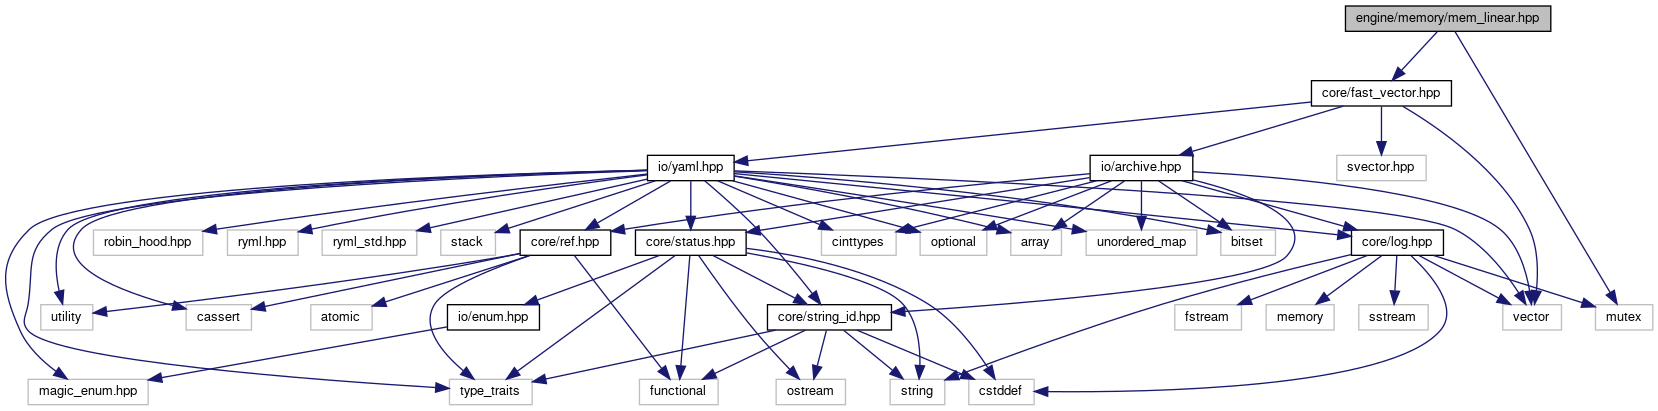 engine/memory/mem_linear.hpp
core/fast_vector.hpp
io/yaml.hpp
io/archive.hpp
svector.hpp
robin_hood.hpp
ryml.hpp
ryml_std.hpp
stack
core/ref.hpp
core/status.hpp
cinttypes
optional
array
unordered_map
bitset
core/log.hpp
utility
cassert
atomic
io/enum.hpp
core/string_id.hpp
fstream
memory
sstream
vector
mutex
magic_enum.hpp
type_traits
functional
ostream
string
cstddef